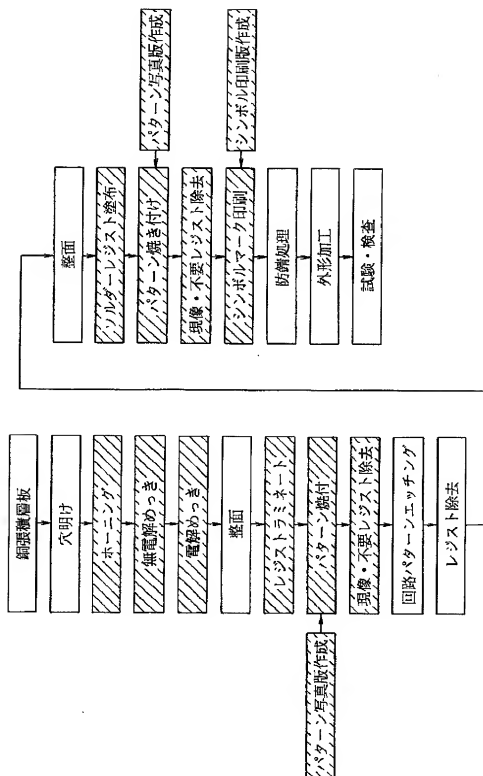 銅張積層板
穴明け
ホーニング
無電解めっき
電解めっき
整面
レジストラミネート
パターン焼付
パターン写真版作成
現像・不要レジスト除去
回路パターンエッチング
レジスト除去
整面
ソルダーレジスト塗布
パターン焼き付け
パターン写真版作成
現像・不要レジスト除去
シンボルマーク印刷
シンボル印刷版作成
防錆処理
外形加工
試験・検査